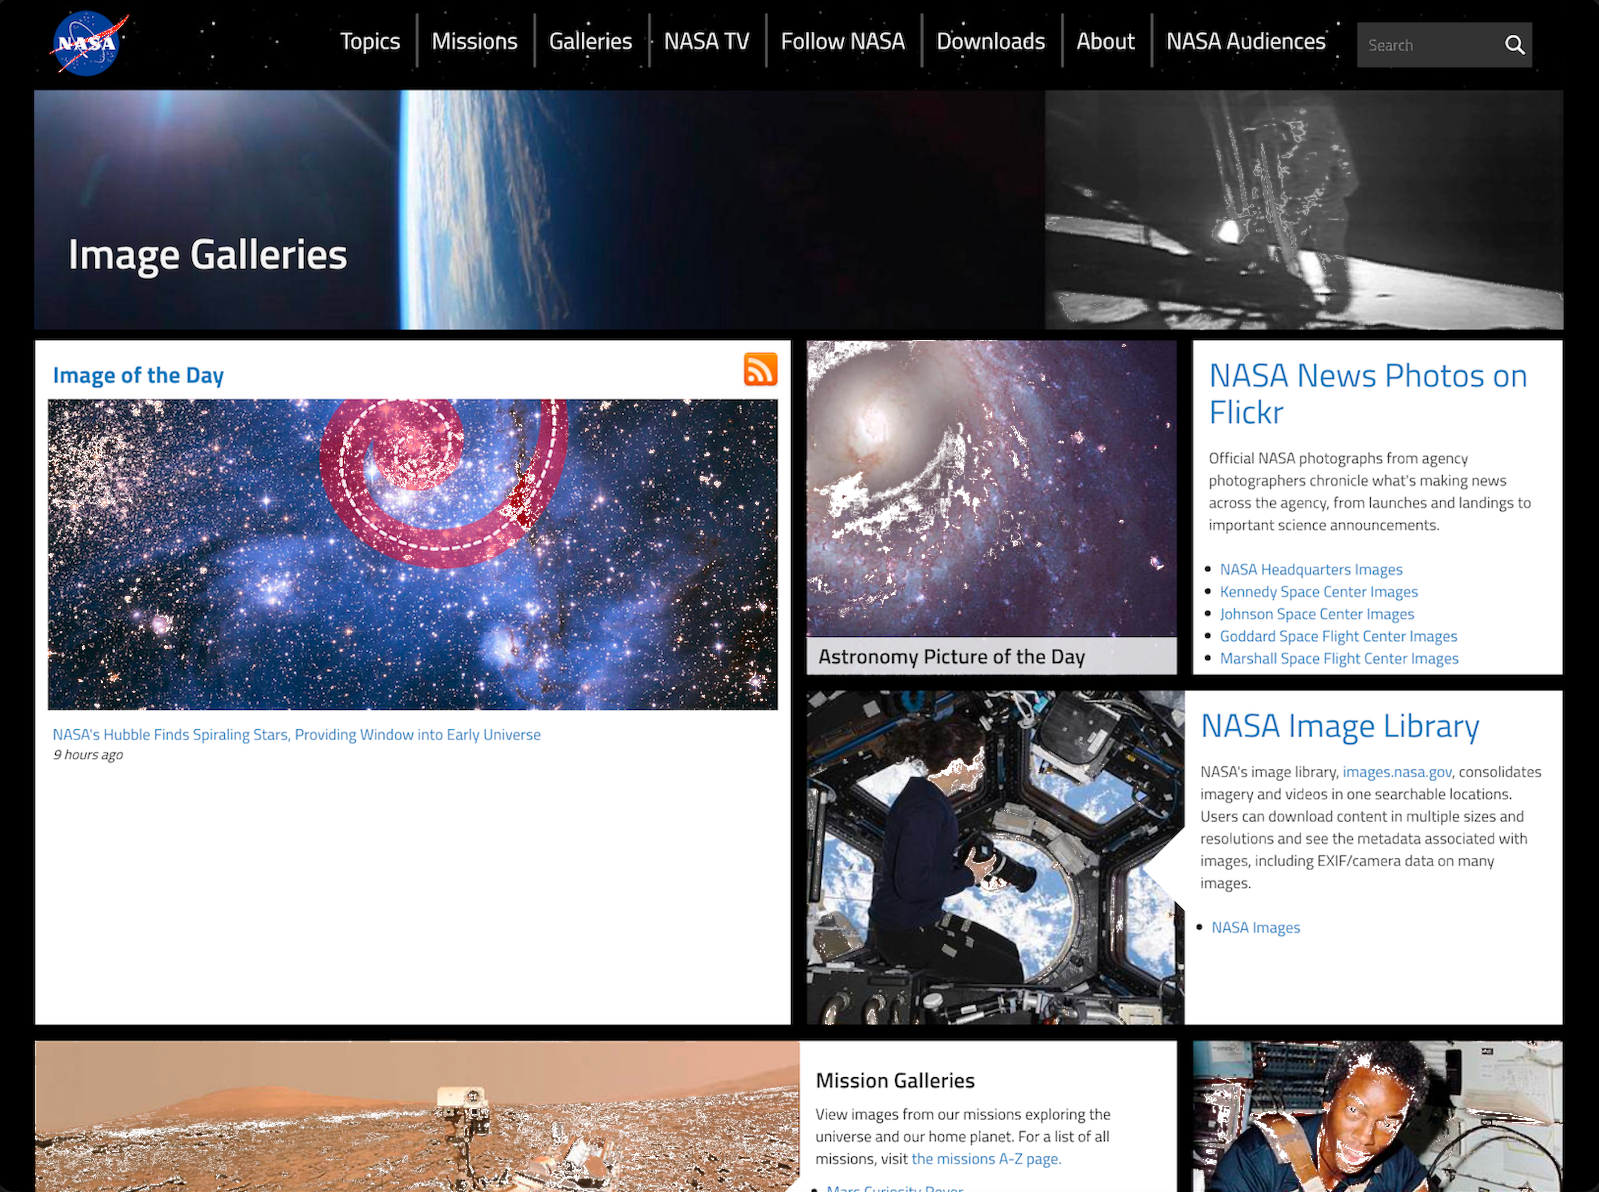 NASA
Topics
Missions
Galleries
NASA TV
Follow NASA
Downloads
About
NASA Audiences
Search
Image Galleries
Image of the Day
NASA's Hubble Finds Spiraling Stars, Providing Window into Early Universe
9 hours ago
Astronomy Picture of the Day
NASA News Photos on
Flickr
Official NASA photographs from agency
photographers chronicle what's making news
across the agency, from launches and landings to
important science announcements.
NASA Headquarters Images
Kennedy Space Center Images
Johnson Space Center Images
Goddard Space Flight Center Images
Marshall Space Flight Center Images
NASA Image Library
NASA's image library, images.nasa.gov, consolidates
imagery and videos in one searchable locations.
Users can download content in multiple sizes and
resolutions and see the metadata associated with
images, including EXIF/camera data on many
images.
NASA Images
Mission Galleries
View images from our missions exploring the
universe and our home planet. For a list of all
missions, visit the missions A-Z page.
Mars Curiosity Rover